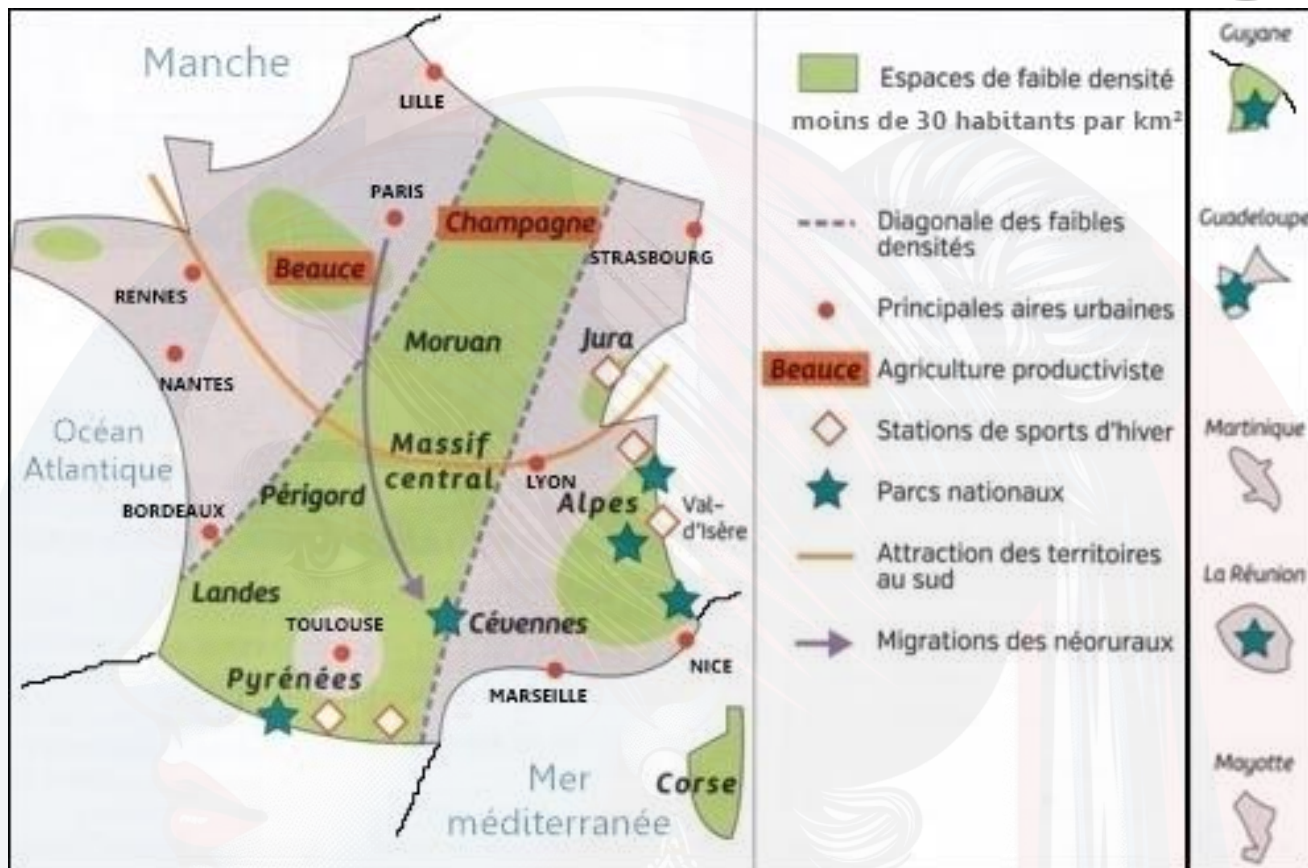 Manche
LILLE
PARIS
Champagne
STRASBOURG
Beauce
RENNES
Morvan
Jura
NANTES
Océan
Atlantique
Massif
central
LYON
Périgord
BORDEAUX
Alpes
Val-
d'Isère
Landes
TOULOUSE
Cévennes
Pyrénées
MARSEILLE
NICE
Mer
méditerranée
Corse
Espaces de faible densité
moins de 30 habitants par km²
Diagonale des faibles
densités
Principales aires urbaines
Beauce
Agriculture productiviste
Stations de sports d'hiver
Parcs nationaux
Attraction des territoires
au sud
Migrations des néoruraux
Guyane
Guadeloupe
Martinique
La Réunion
Mayotte